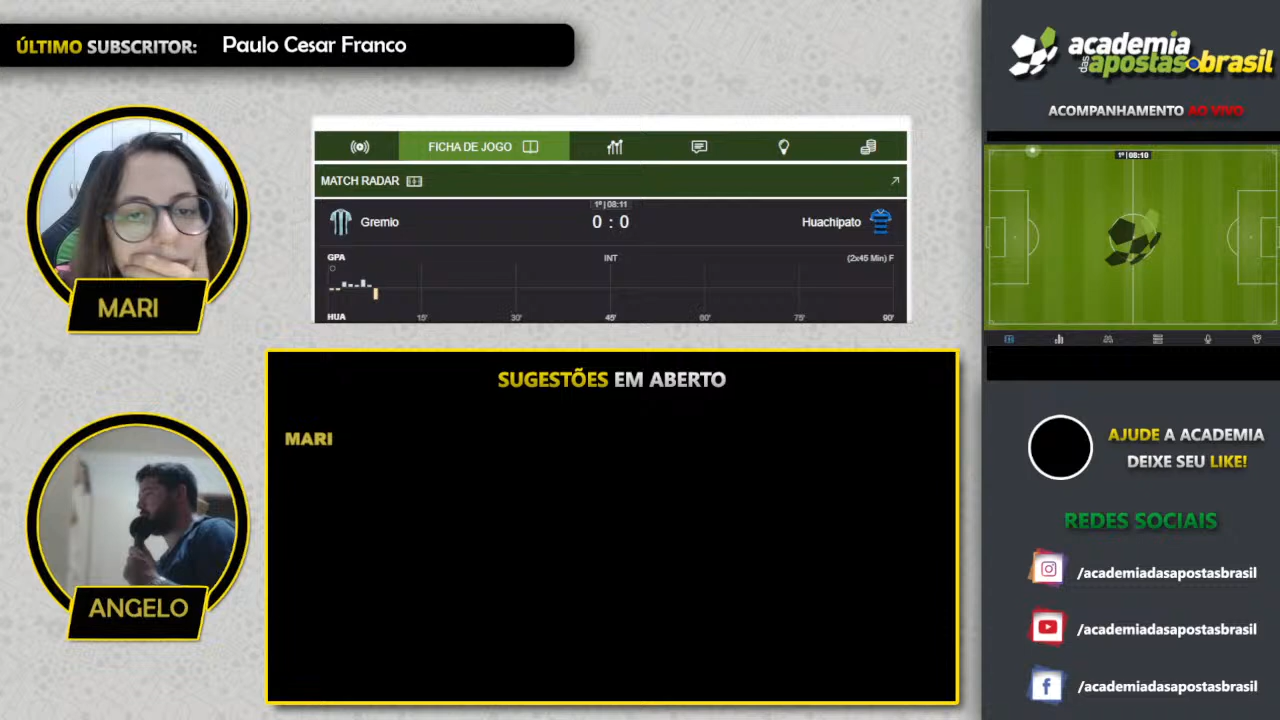 ÚLTIMO SUBSCRITOR: Paulo Cesar Franco
MARI
ANGELO
FICHA DE JOGO
MATCH RADAR
1º | 08:11
Gremio 0 : 0 Huachipato
GPA INT (2x45 Min) F
HUA 15' 30' 45' 60' 75' 90'
SUGESTÕES EM ABERTO
MARI
academia
das apostas brasil
ACOMPANHAMENTO AO VIVO
1º | 08:10
AJUDE A ACADEMIA
DEIXE SEU LIKE!
REDES SOCIAIS
/academiadasapostasbrasil
/academiadasapostasbrasil
/academiadasapostasbrasil